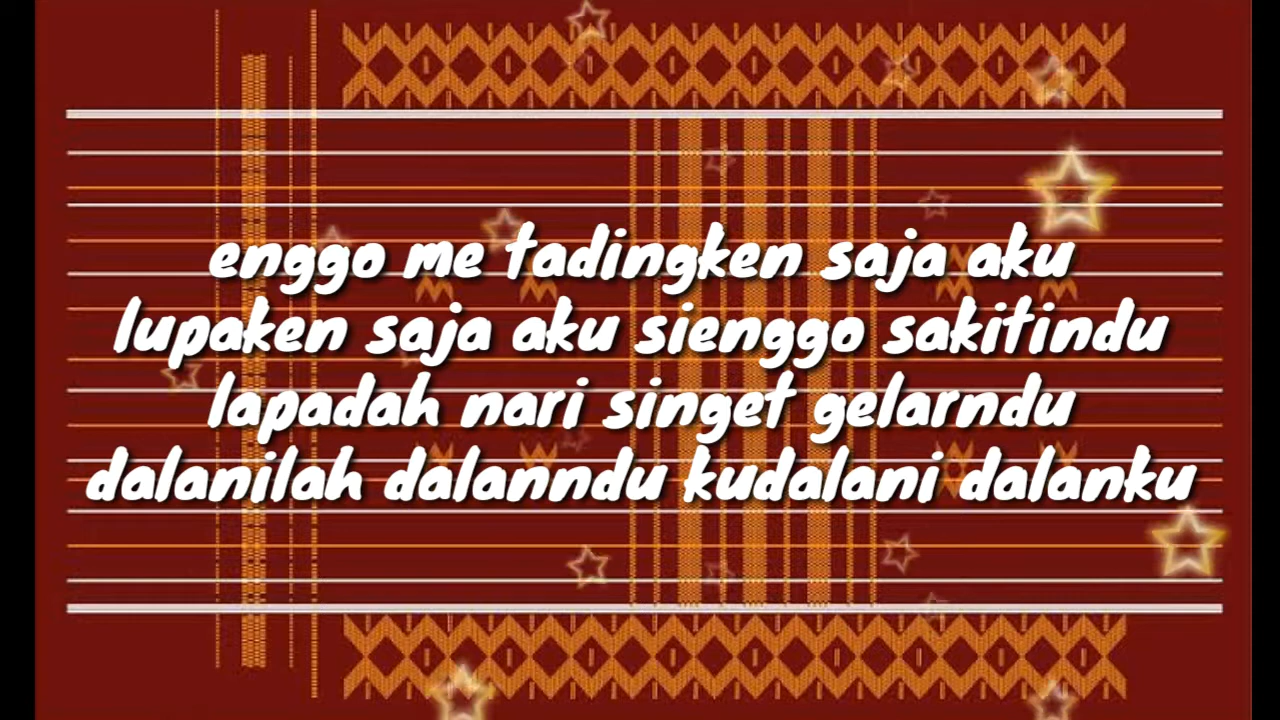 enggo me tadingken saja aku
lupaken saja aku sienggo sakitindu
lapadah nari singet gelarndu
dalanilah dalanndu kudalani dalanku